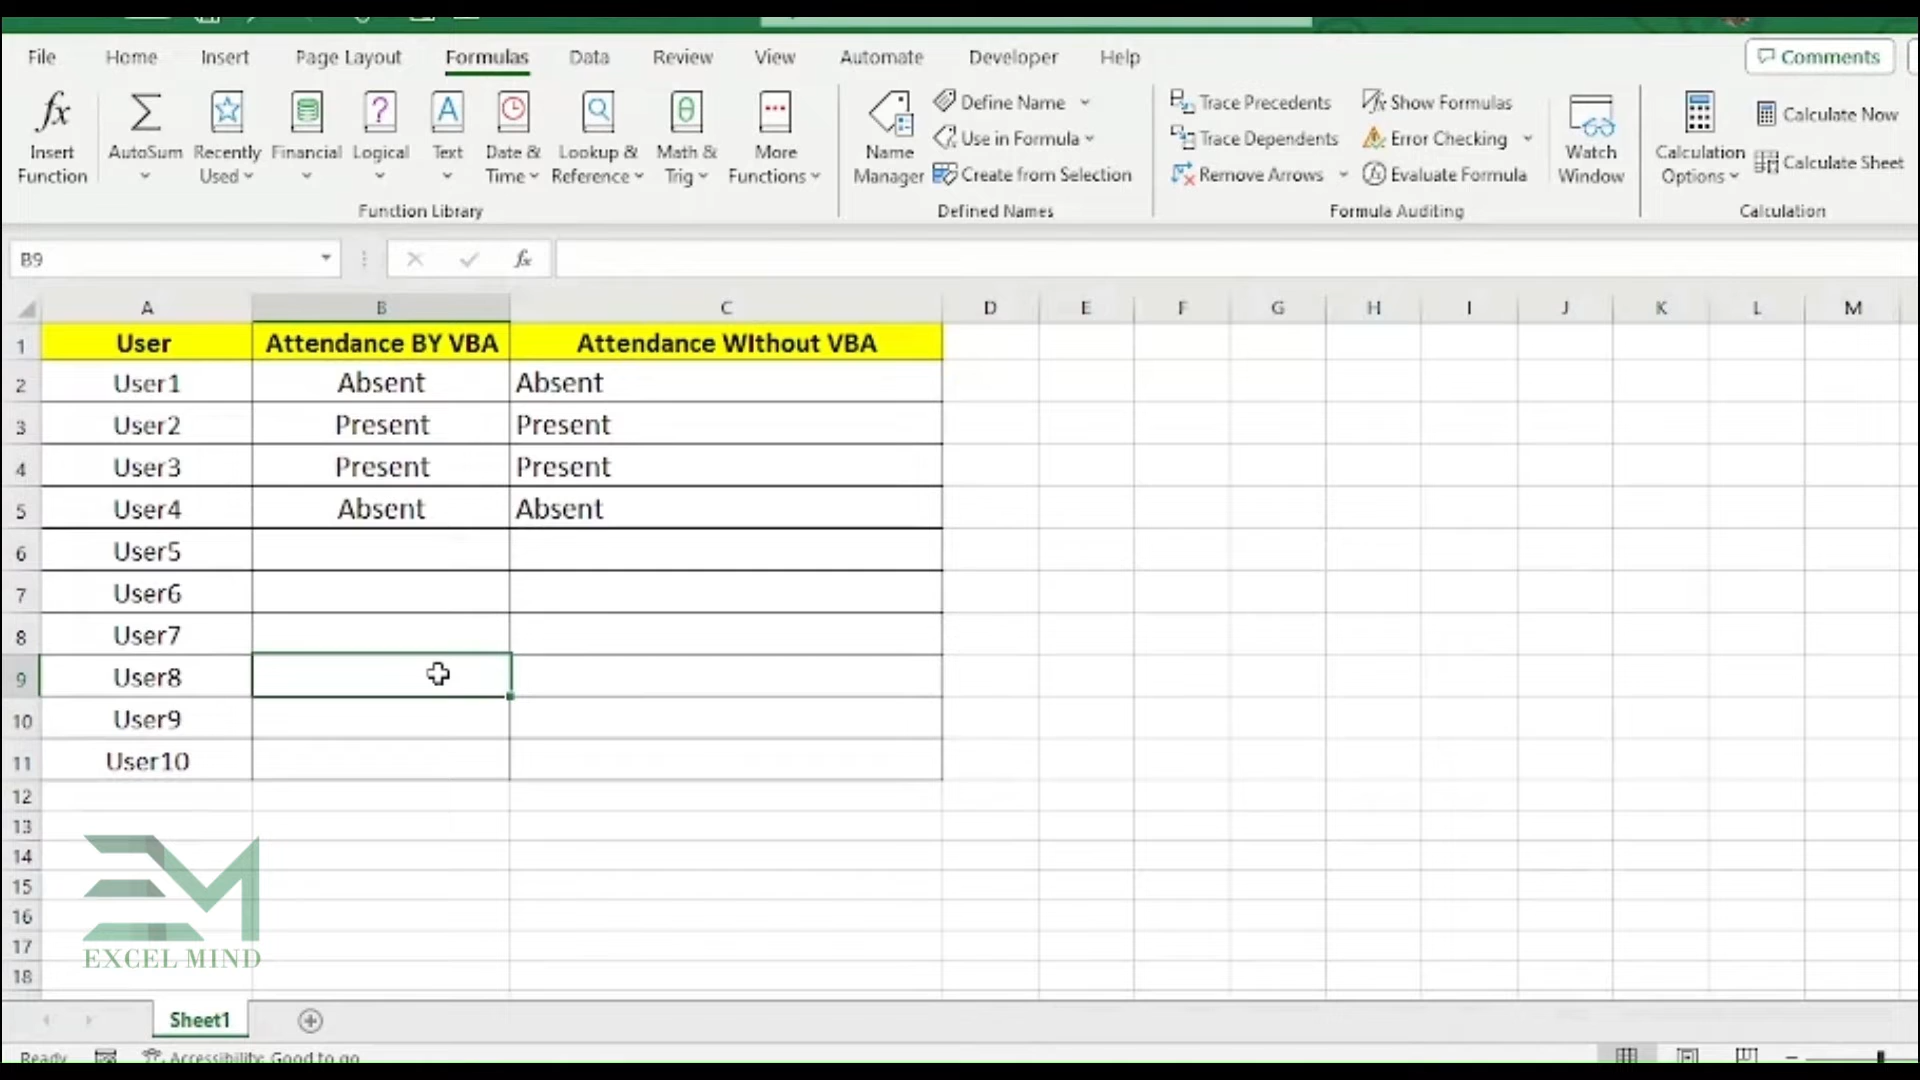 File Home Insert Page Layout Formulas Data Review View Automate Developer Help Comments
fx Insert Function
AutoSum
Recently Used
Financial
Logical
Text
Date & Time
Lookup & Reference
Math & Trig
More Functions
Function Library
Name Manager
Define Name
Use in Formula
Create from Selection
Defined Names
Trace Precedents
Trace Dependents
Remove Arrows
Show Formulas
Error Checking
Evaluate Formula
Watch Window
Formula Auditing
Calculation Options
Calculate Now
Calculate Sheet
Calculation
B9 fx
A B C D E F G H I J K L M
1 User Attendance BY VBA Attendance WIthout VBA
2 User1 Absent Absent
3 User2 Present Present
4 User3 Present Present
5 User4 Absent Absent
6 User5
7 User6
8 User7
9 User8
10 User9
11 User10
12
13
14
15
16
17
18
EM
EXCEL MIND
Sheet1
Ready Accessibility: Good to go